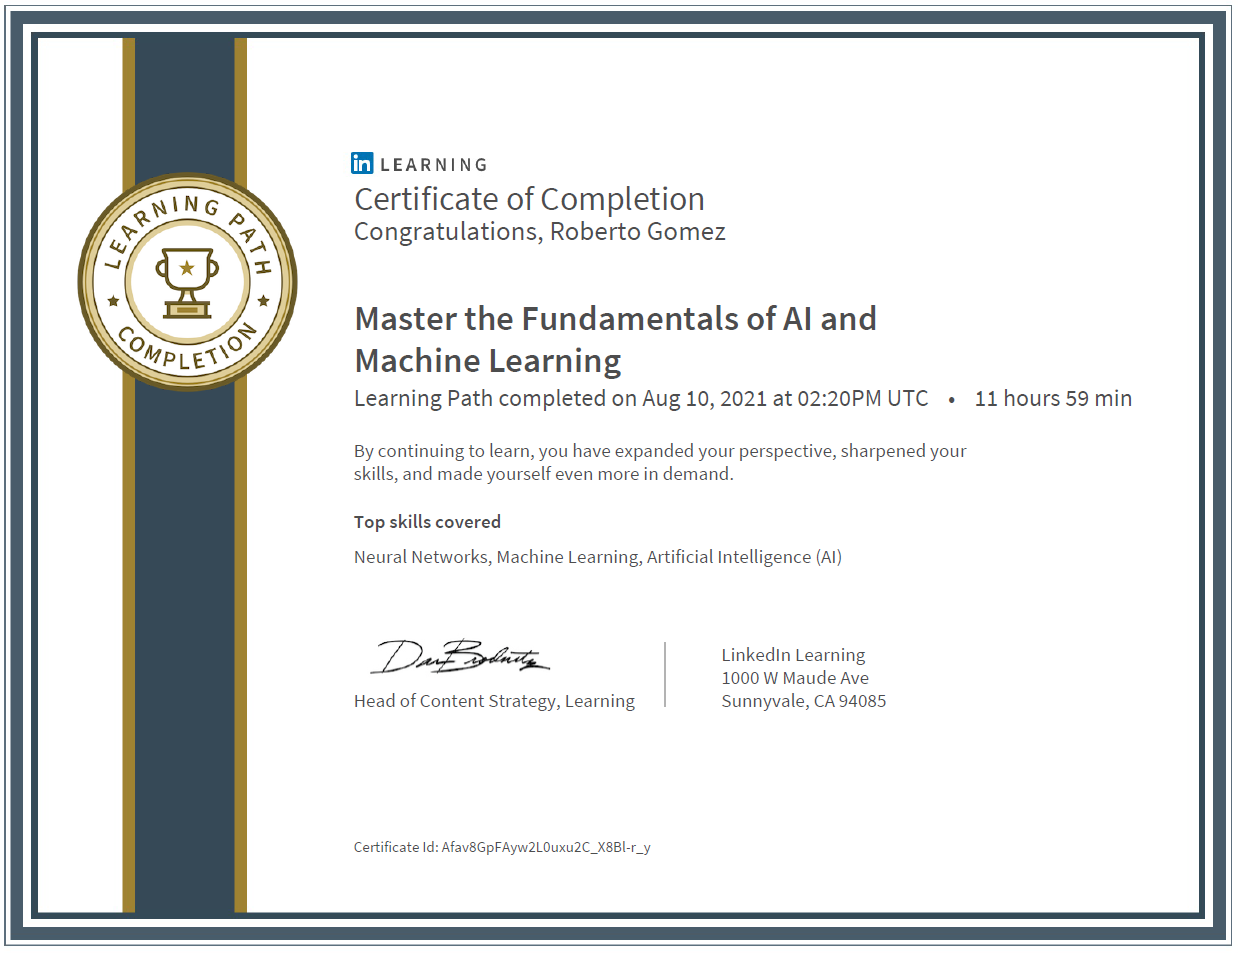 LEARNING PATH
COMPLETION
in LEARNING
Certificate of Completion
Congratulations, Roberto Gomez
Master the Fundamentals of AI and
Machine Learning
Learning Path completed on Aug 10, 2021 at 02:20PM UTC • 11 hours 59 min
By continuing to learn, you have expanded your perspective, sharpened your
skills, and made yourself even more in demand.
Top skills covered
Neural Networks, Machine Learning, Artificial Intelligence (AI)
Head of Content Strategy, Learning
LinkedIn Learning
1000 W Maude Ave
Sunnyvale, CA 94085
Certificate Id: Afav8GpFAyw2L0uxu2C_X8Bl-r_y